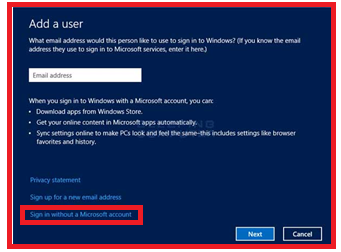 Add a user
What email address would this person like to use to sign in to Windows? (If you know the email
address they use to sign in to Microsoft services, enter it here.)
Email address
When you sign in to Windows with a Microsoft account, you can:
• Download apps from Windows Store.
• Get your online content in Microsoft apps automatically.
• Sync settings online to make PCs look and feel the same-this includes settings like browser
favorites and history.
Privacy statement
Sign up for a new email address
Sign in without a Microsoft account
Next
Cancel